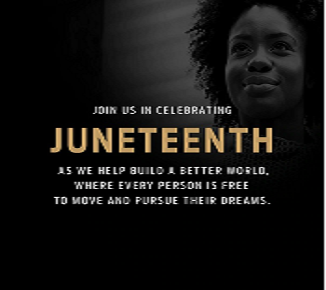 JOIN US IN CELEBRATING
JUNETEENTH
AS WE HELP BUILD A BETTER WORLD,
WHERE EVERY PERSON IS FREE
TO MOVE AND PURSUE THEIR DREAMS.